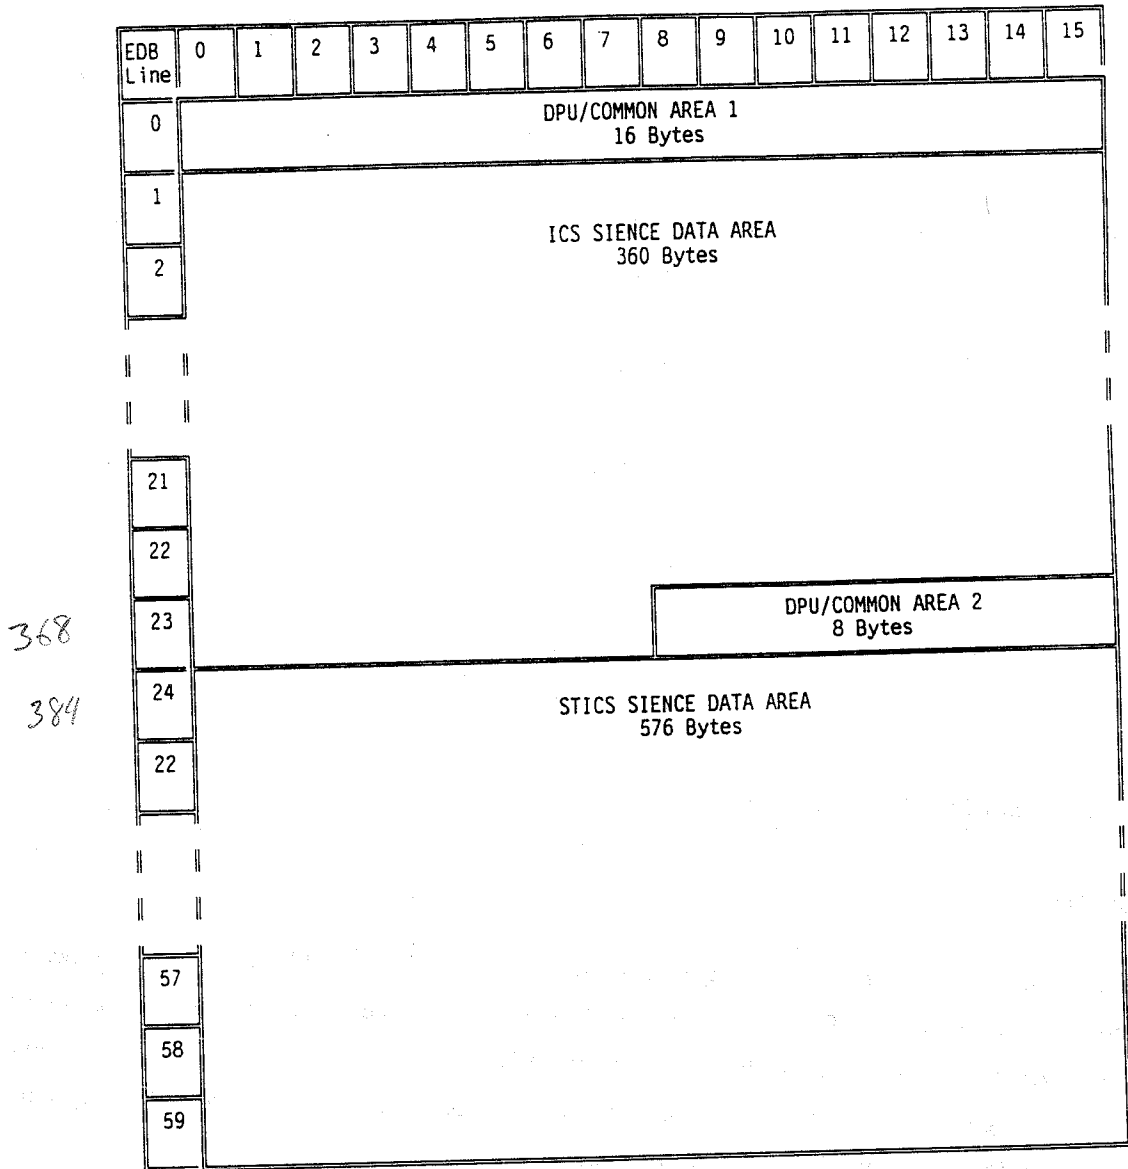 EDB Line 0 1 2 3 4 5 6 7 8 9 10 11 12 13 14 15
0 DPU/COMMON AREA 1
16 Bytes
1
ICS SIENCE DATA AREA
2 360 Bytes
21
22
368 23 DPU/COMMON AREA 2
8 Bytes
384 24 STICS SIENCE DATA AREA
576 Bytes
22
57
58
59